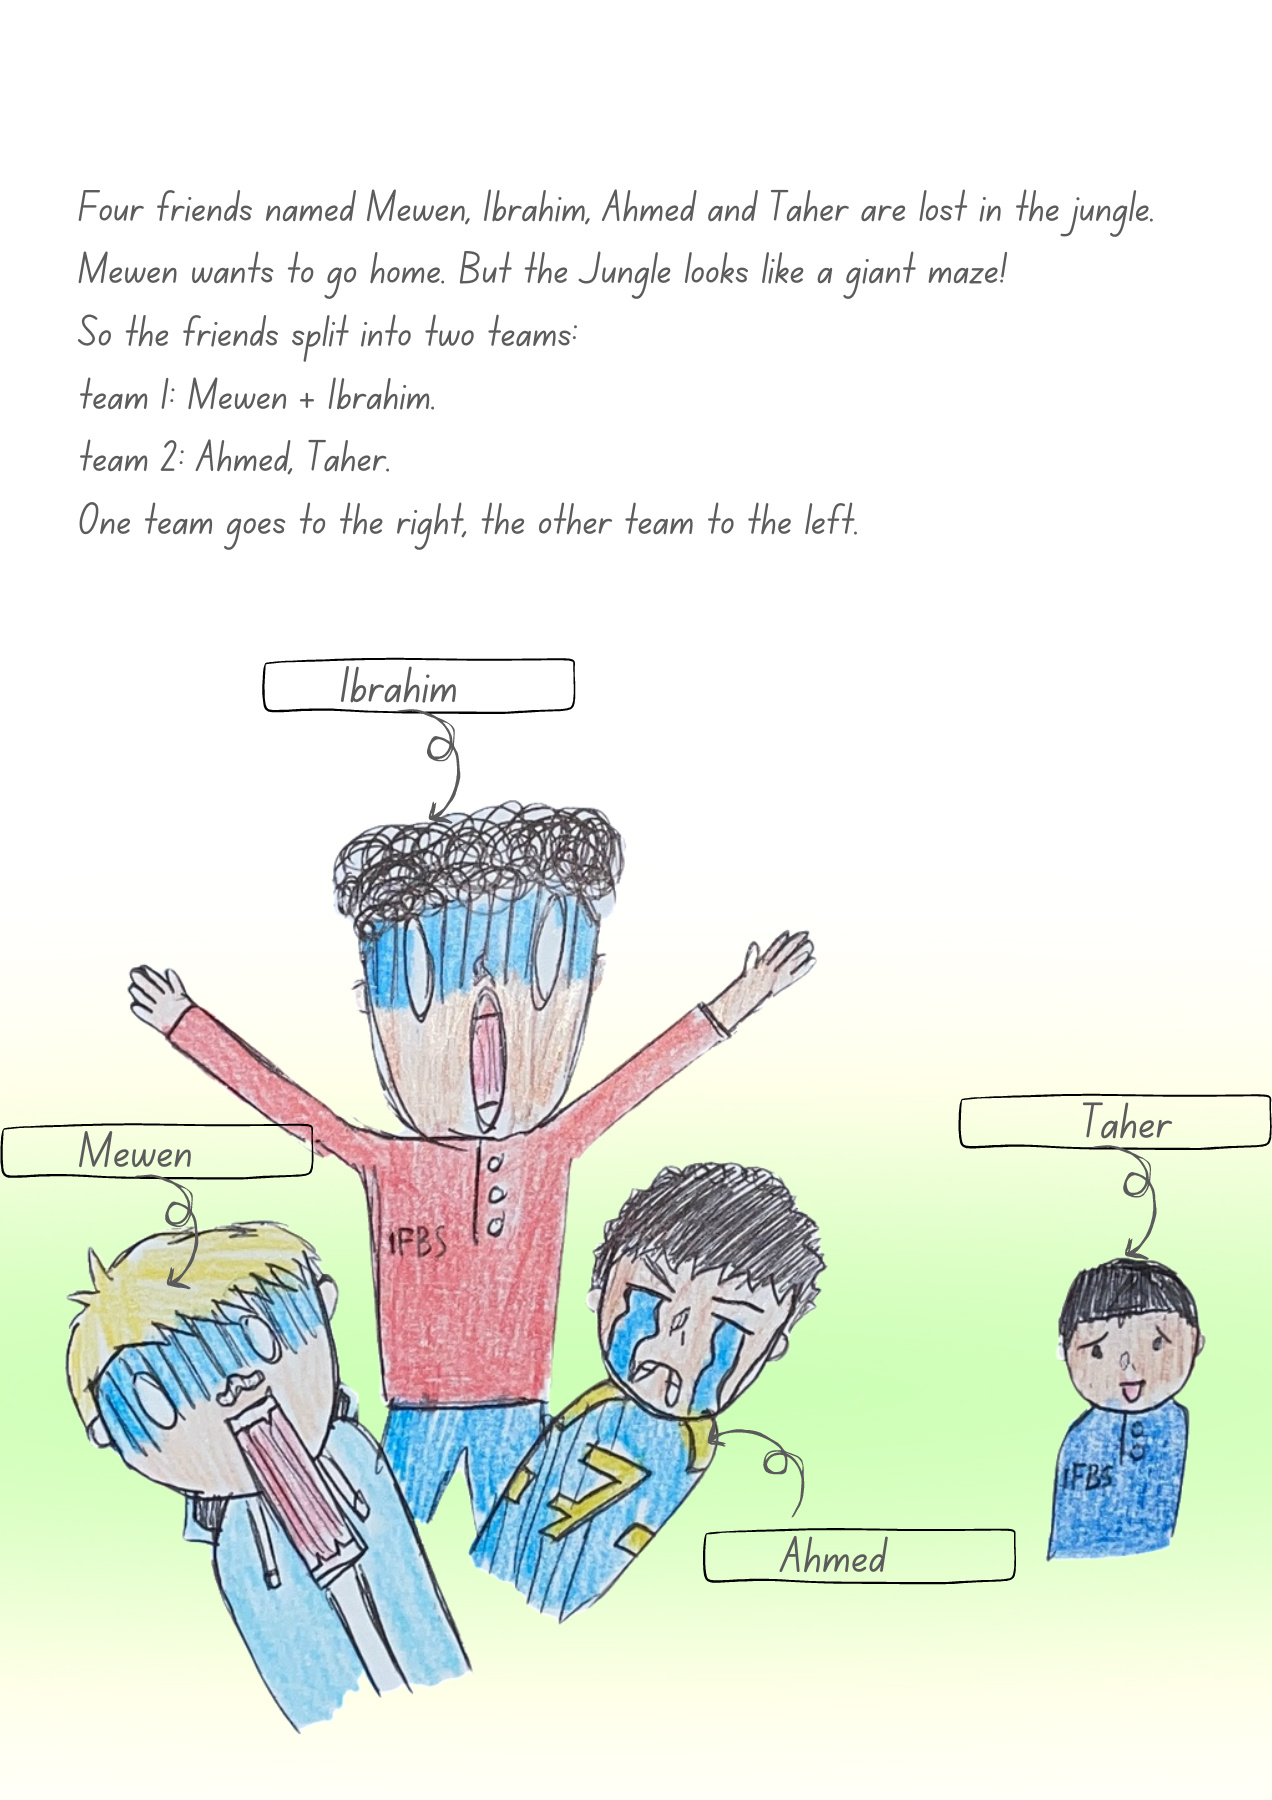 Four friends named Mewen, Ibrahim, Ahmed and Taher are lost in the jungle.
Mewen wants to go home. But the Jungle looks like a giant maze!
So the friends split into two teams:
team 1: Mewen + Ibrahim.
team 2: Ahmed, Taher.
One team goes to the right, the other team to the left.
Ibrahim
Mewen
Taher
IFBS
7
IFBS
Ahmed